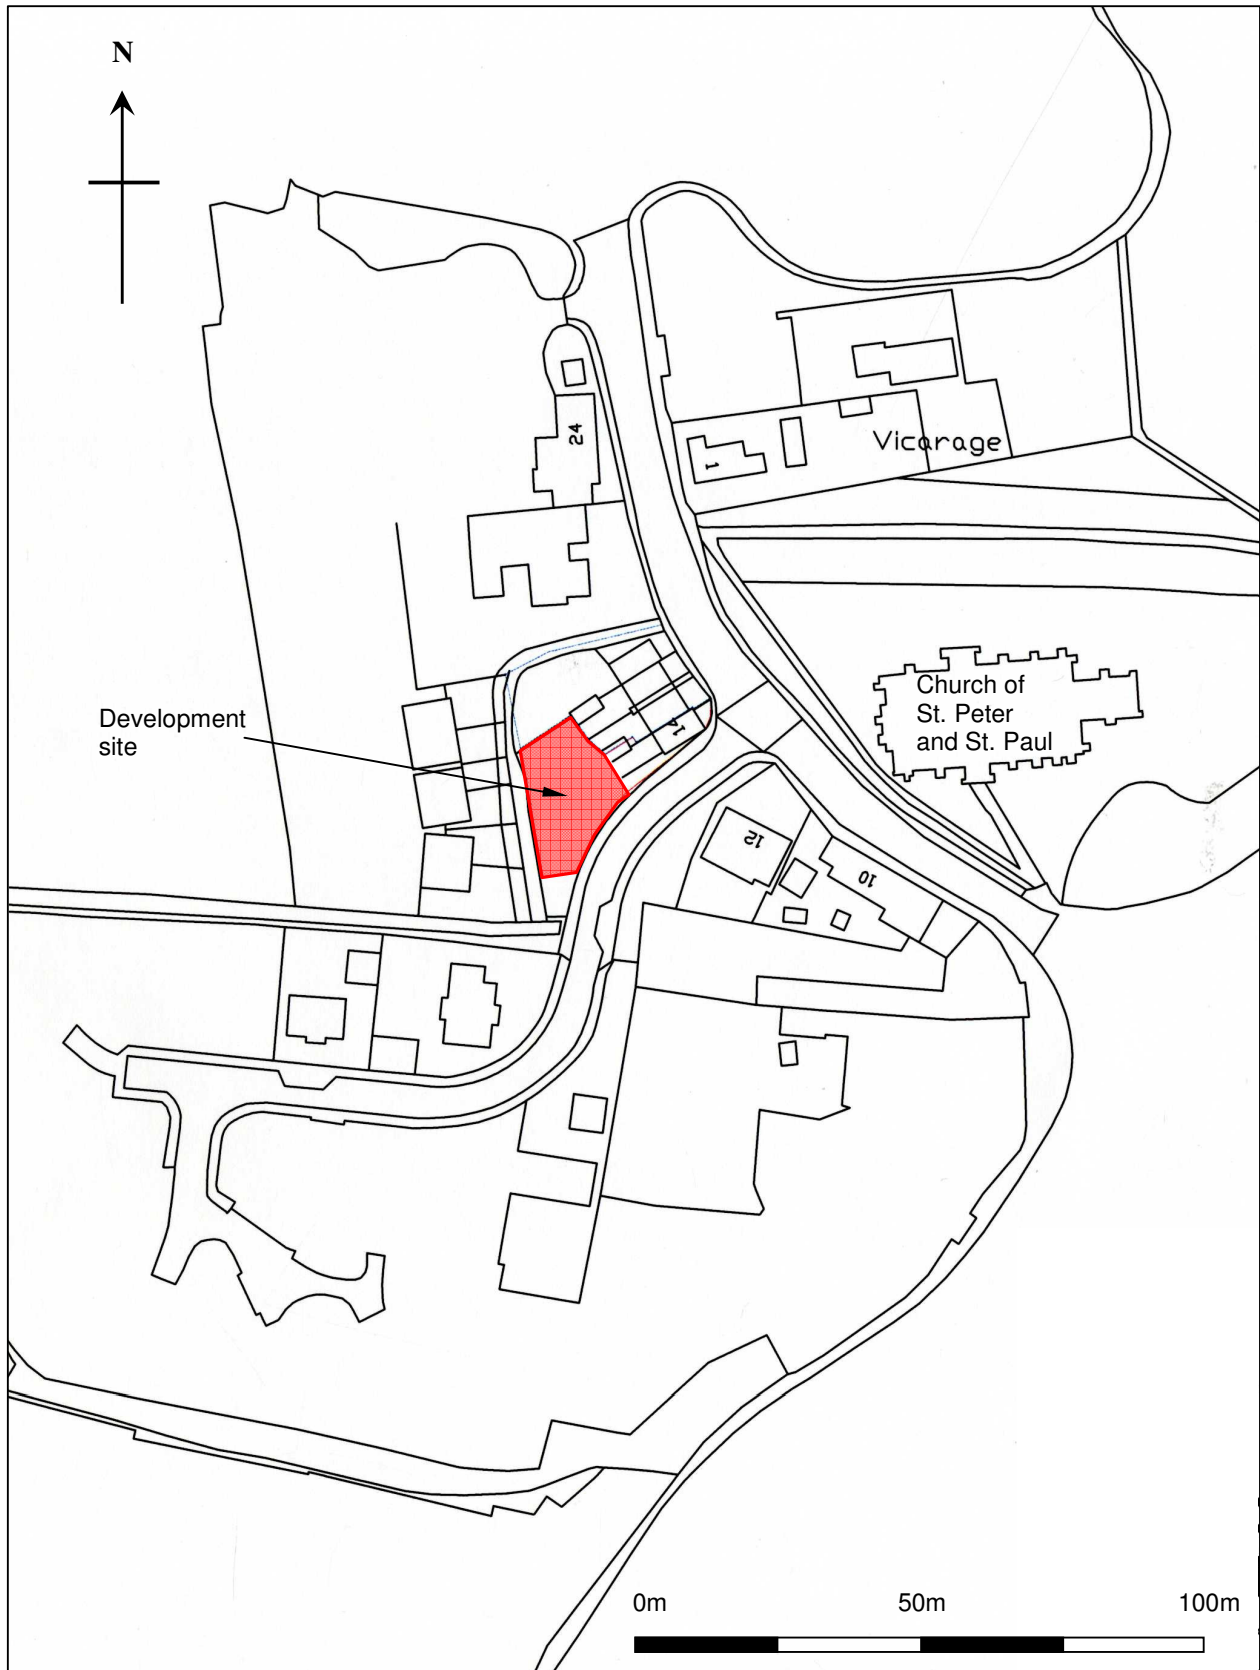 N
24
1
Vicarage
Church of
St. Peter
and St. Paul
Development
site
14
12
10
0m 50m 100m